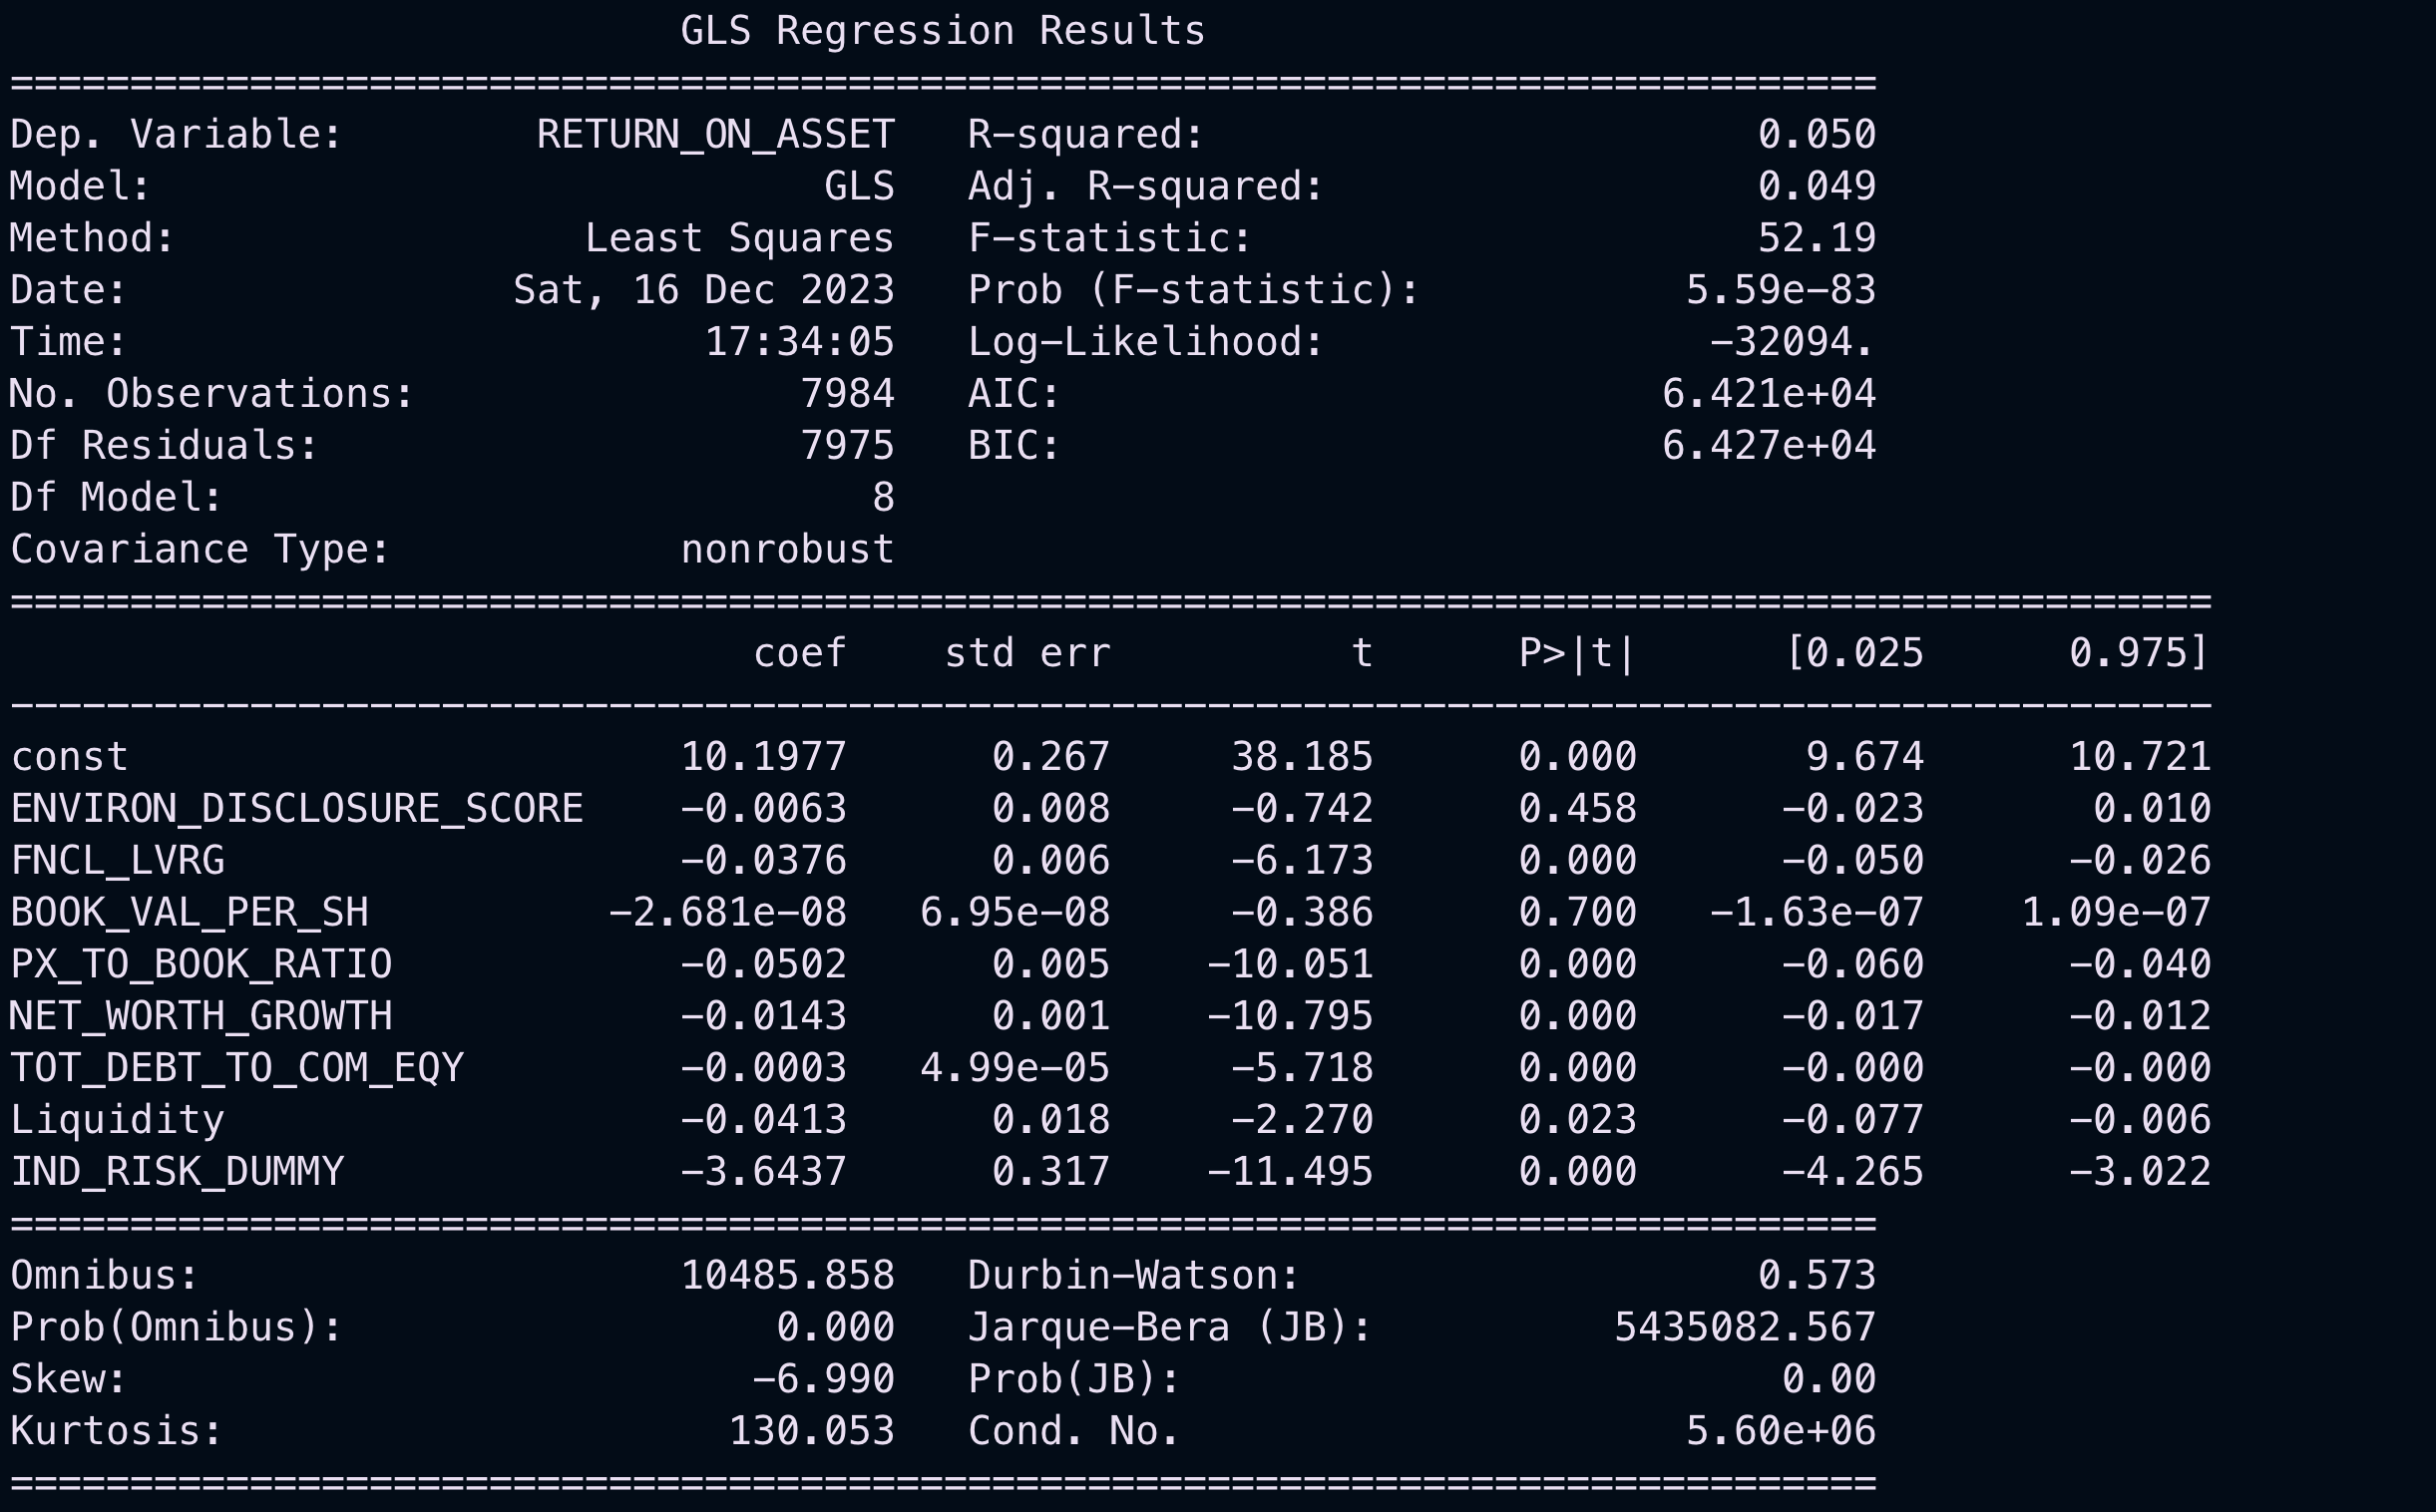 GLS Regression Results
==============================================================================
Dep. Variable: RETURN_ON_ASSET R-squared: 0.050
Model: GLS Adj. R-squared: 0.049
Method: Least Squares F-statistic: 52.19
Date: Sat, 16 Dec 2023 Prob (F-statistic): 5.59e-83
Time: 17:34:05 Log-Likelihood: -32094.
No. Observations: 7984 AIC: 6.421e+04
Df Residuals: 7975 BIC: 6.427e+04
Df Model: 8
Covariance Type: nonrobust
============================================================================================
coef std err t P>|t| [0.025 0.975]
--------------------------------------------------------------------------------------------
const 10.1977 0.267 38.185 0.000 9.674 10.721
ENVIRON_DISCLOSURE_SCORE -0.0063 0.008 -0.742 0.458 -0.023 0.010
FNCL_LVRG -0.0376 0.006 -6.173 0.000 -0.050 -0.026
BOOK_VAL_PER_SH -2.681e-08 6.95e-08 -0.386 0.700 -1.63e-07 1.09e-07
PX_TO_BOOK_RATIO -0.0502 0.005 -10.051 0.000 -0.060 -0.040
NET_WORTH_GROWTH -0.0143 0.001 -10.795 0.000 -0.017 -0.012
TOT_DEBT_TO_COM_EQY -0.0003 4.99e-05 -5.718 0.000 -0.000 -0.000
Liquidity -0.0413 0.018 -2.270 0.023 -0.077 -0.006
IND_RISK_DUMMY -3.6437 0.317 -11.495 0.000 -4.265 -3.022
==============================================================================
Omnibus: 10485.858 Durbin-Watson: 0.573
Prob(Omnibus): 0.000 Jarque-Bera (JB): 5435082.567
Skew: -6.990 Prob(JB): 0.00
Kurtosis: 130.053 Cond. No. 5.60e+06
==============================================================================